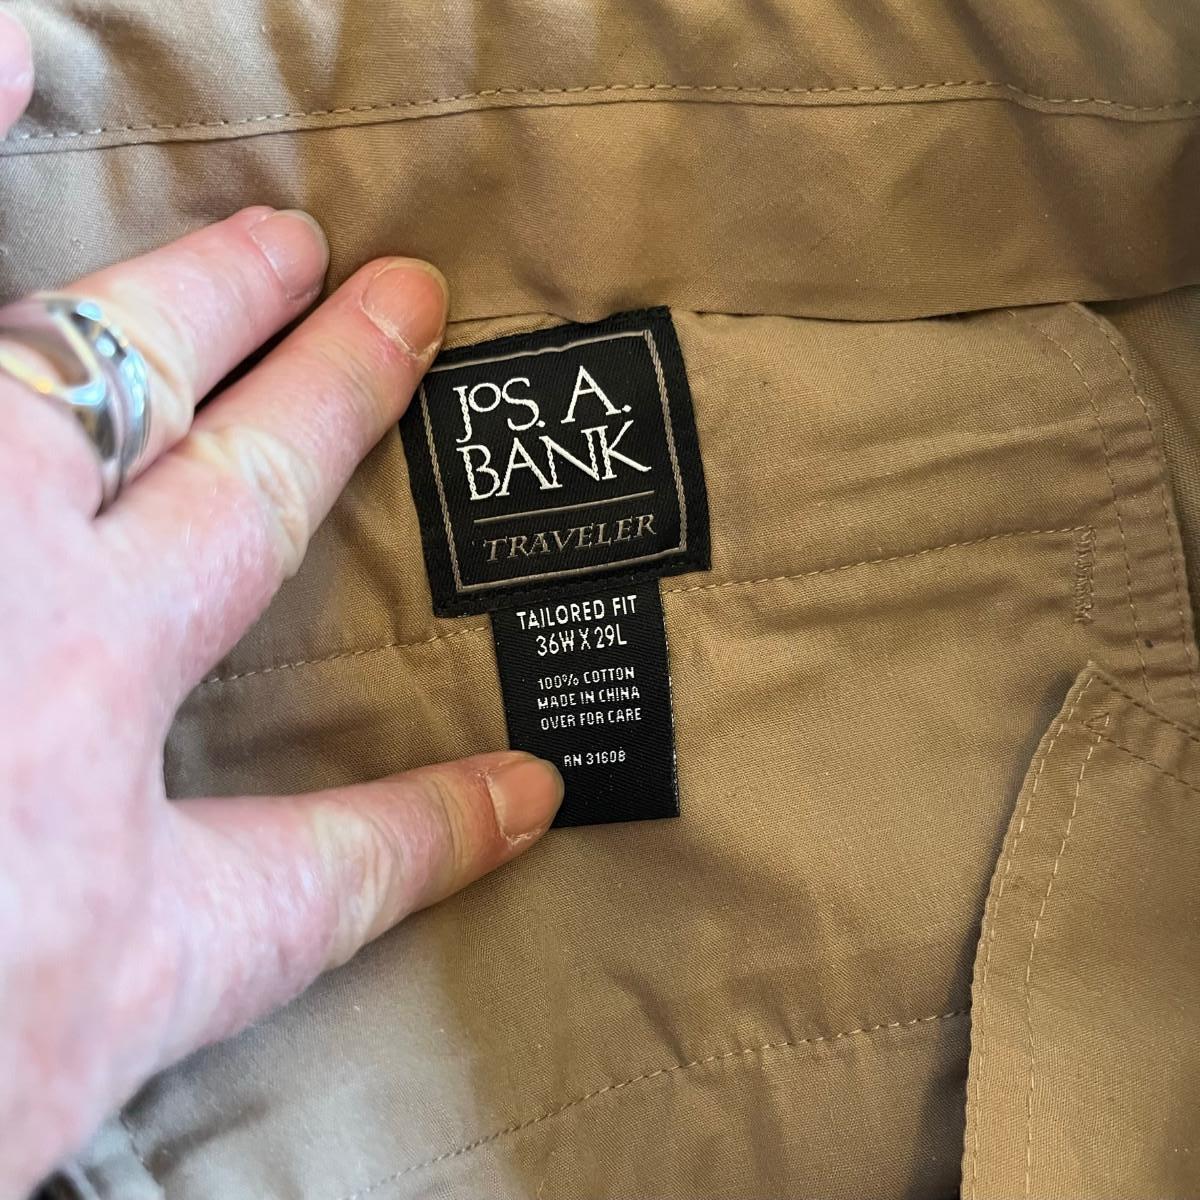 JOS. A.
BANK
TRAVELER
TAILORED FIT
36W X 29L
100% COTTON
MADE IN CHINA
OVER FOR CARE
RN 31608